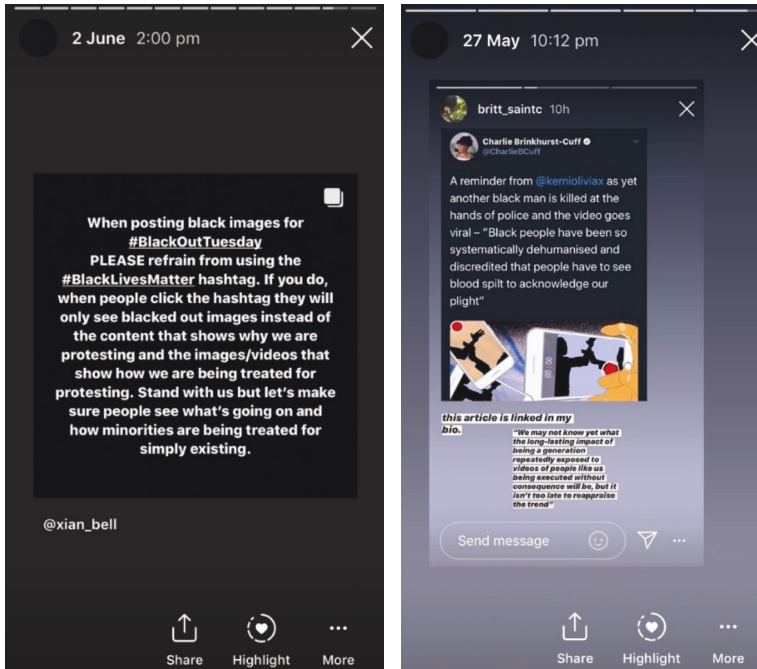 2 June 2:00 pm
When posting black images for
#BlackOutTuesday
PLEASE refrain from using the
#BlackLivesMatter hashtag. If you do,
when people click the hashtag they will
only see blacked out images instead of
the content that shows why we are
protesting and the images/videos that
show how we are being treated for
protesting. Stand with us but let's make
sure people see what's going on and
how minorities are being treated for
simply existing.
@xian_bell
Share Highlight More
27 May 10:12 pm
britt_saintc 10h
Charlie Brinkhurst-Cuff
@CharlieBCuff
A reminder from @kemioliviax as yet
another black man is killed at the
hands of police and the video goes
viral – "Black people have been so
systematically dehumanised and
discredited that people have to see
blood spilt to acknowledge our
plight"
00:00
this article is linked in my
bio.
"We may not know yet what
the long-lasting impact of
being a generation
repeatedly exposed to
videos of people like us
being executed without
consequence will be, but it
isn't too late to reappraise
the trend"
Send message
Share Highlight More